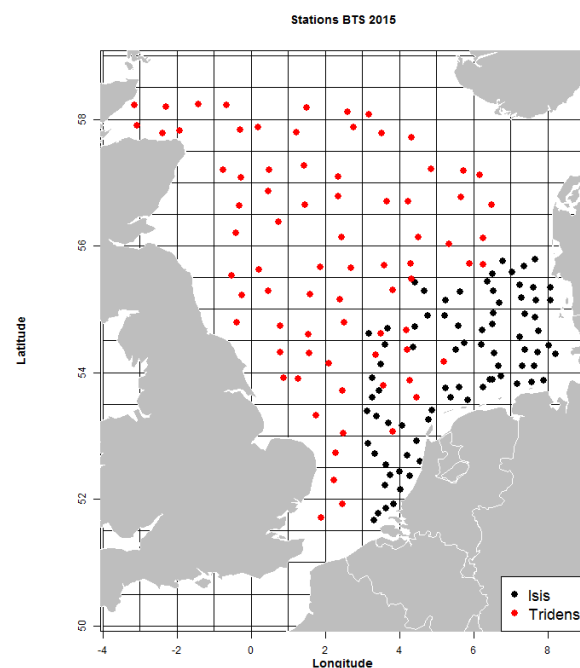 Stations BTS 2015
Latitude
58
56
54
52
50
Isis
Tridens
-4 -2 0 2 4 6 8
Longitude